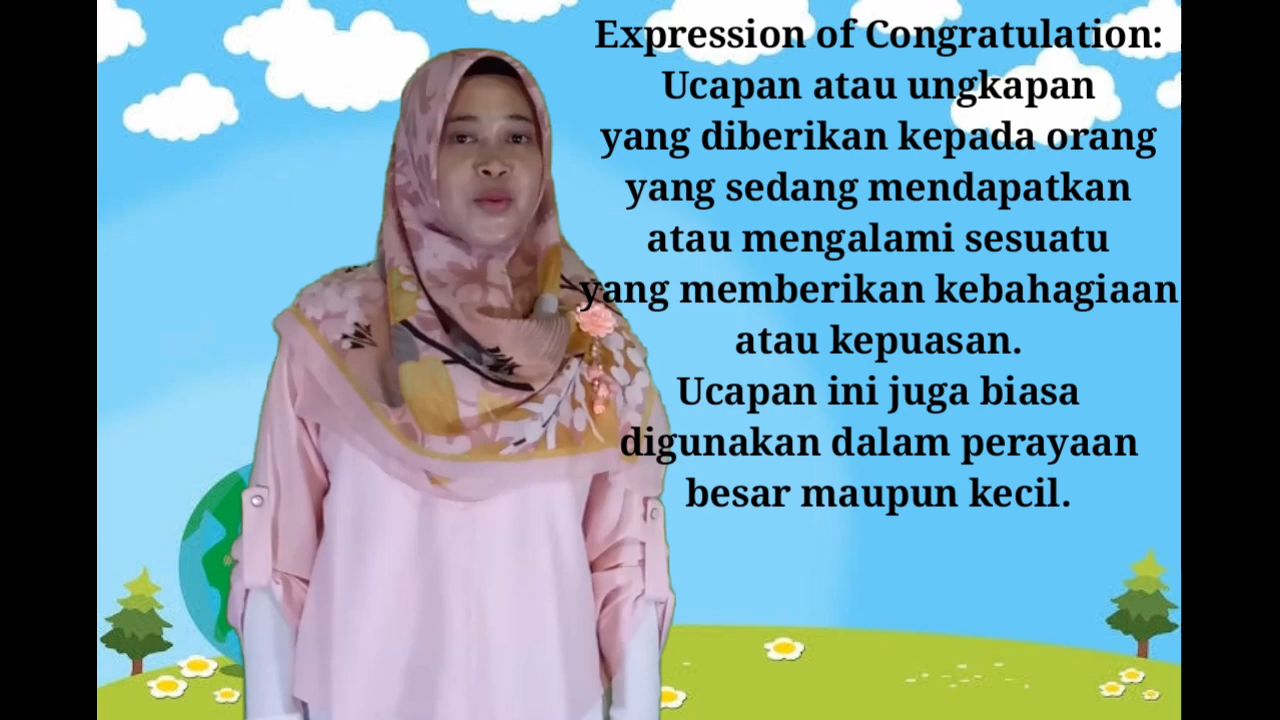 Expression of Congratulation:
Ucapan atau ungkapan
yang diberikan kepada orang
yang sedang mendapatkan
atau mengalami sesuatu
yang memberikan kebahagiaan
atau kepuasan.
Ucapan ini juga biasa
digunakan dalam perayaan
besar maupun kecil.